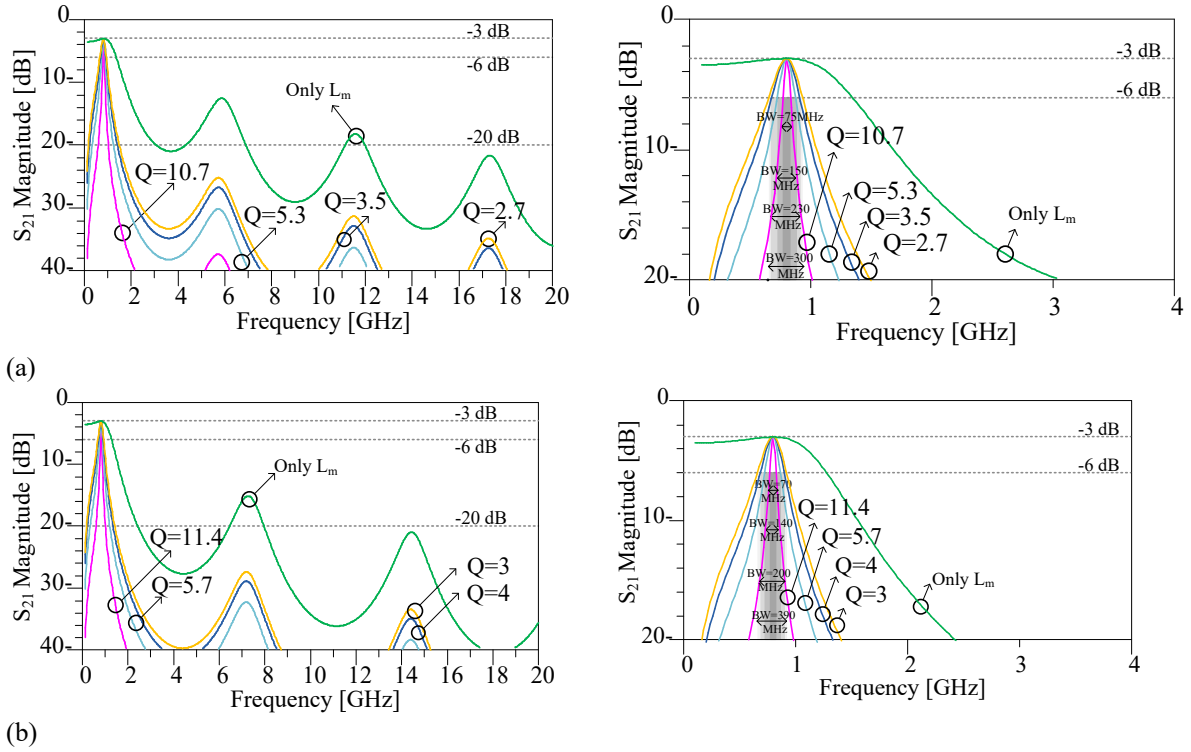 0
10-
20-
30-
40-
S21 Magnitude [dB]
-3 dB
-6 dB
-20 dB
Only Lm
Q=10.7
Q=5.3
Q=3.5
Q=2.7
0 2 4 6 8 10 12 14 16 18 20
Frequency [GHz]
0
10-
20-
S21 Magnitude [dB]
-3 dB
-6 dB
BW=75MHz
BW=150
MHz
BW=230
MHz
BW=300
MHz
Q=10.7
Q=5.3
Q=3.5
Q=2.7
Only Lm
0 1 2 3 4
Frequency [GHz]
(a)
0
10-
20-
30-
40-
S21 Magnitude [dB]
-3 dB
-6 dB
-20 dB
Only Lm
Q=11.4
Q=5.7
Q=3
Q=4
0 2 4 6 8 10 12 14 16 18 20
Frequency [GHz]
0
10-
20-
S21 Magnitude [dB]
-3 dB
-6 dB
BW=70
MHz
BW=140
MHz
BW=200
MHz
BW=390
MHz
Q=11.4
Q=5.7
Q=4
Q=3
Only Lm
0 1 2 3 4
Frequency [GHz]
(b)